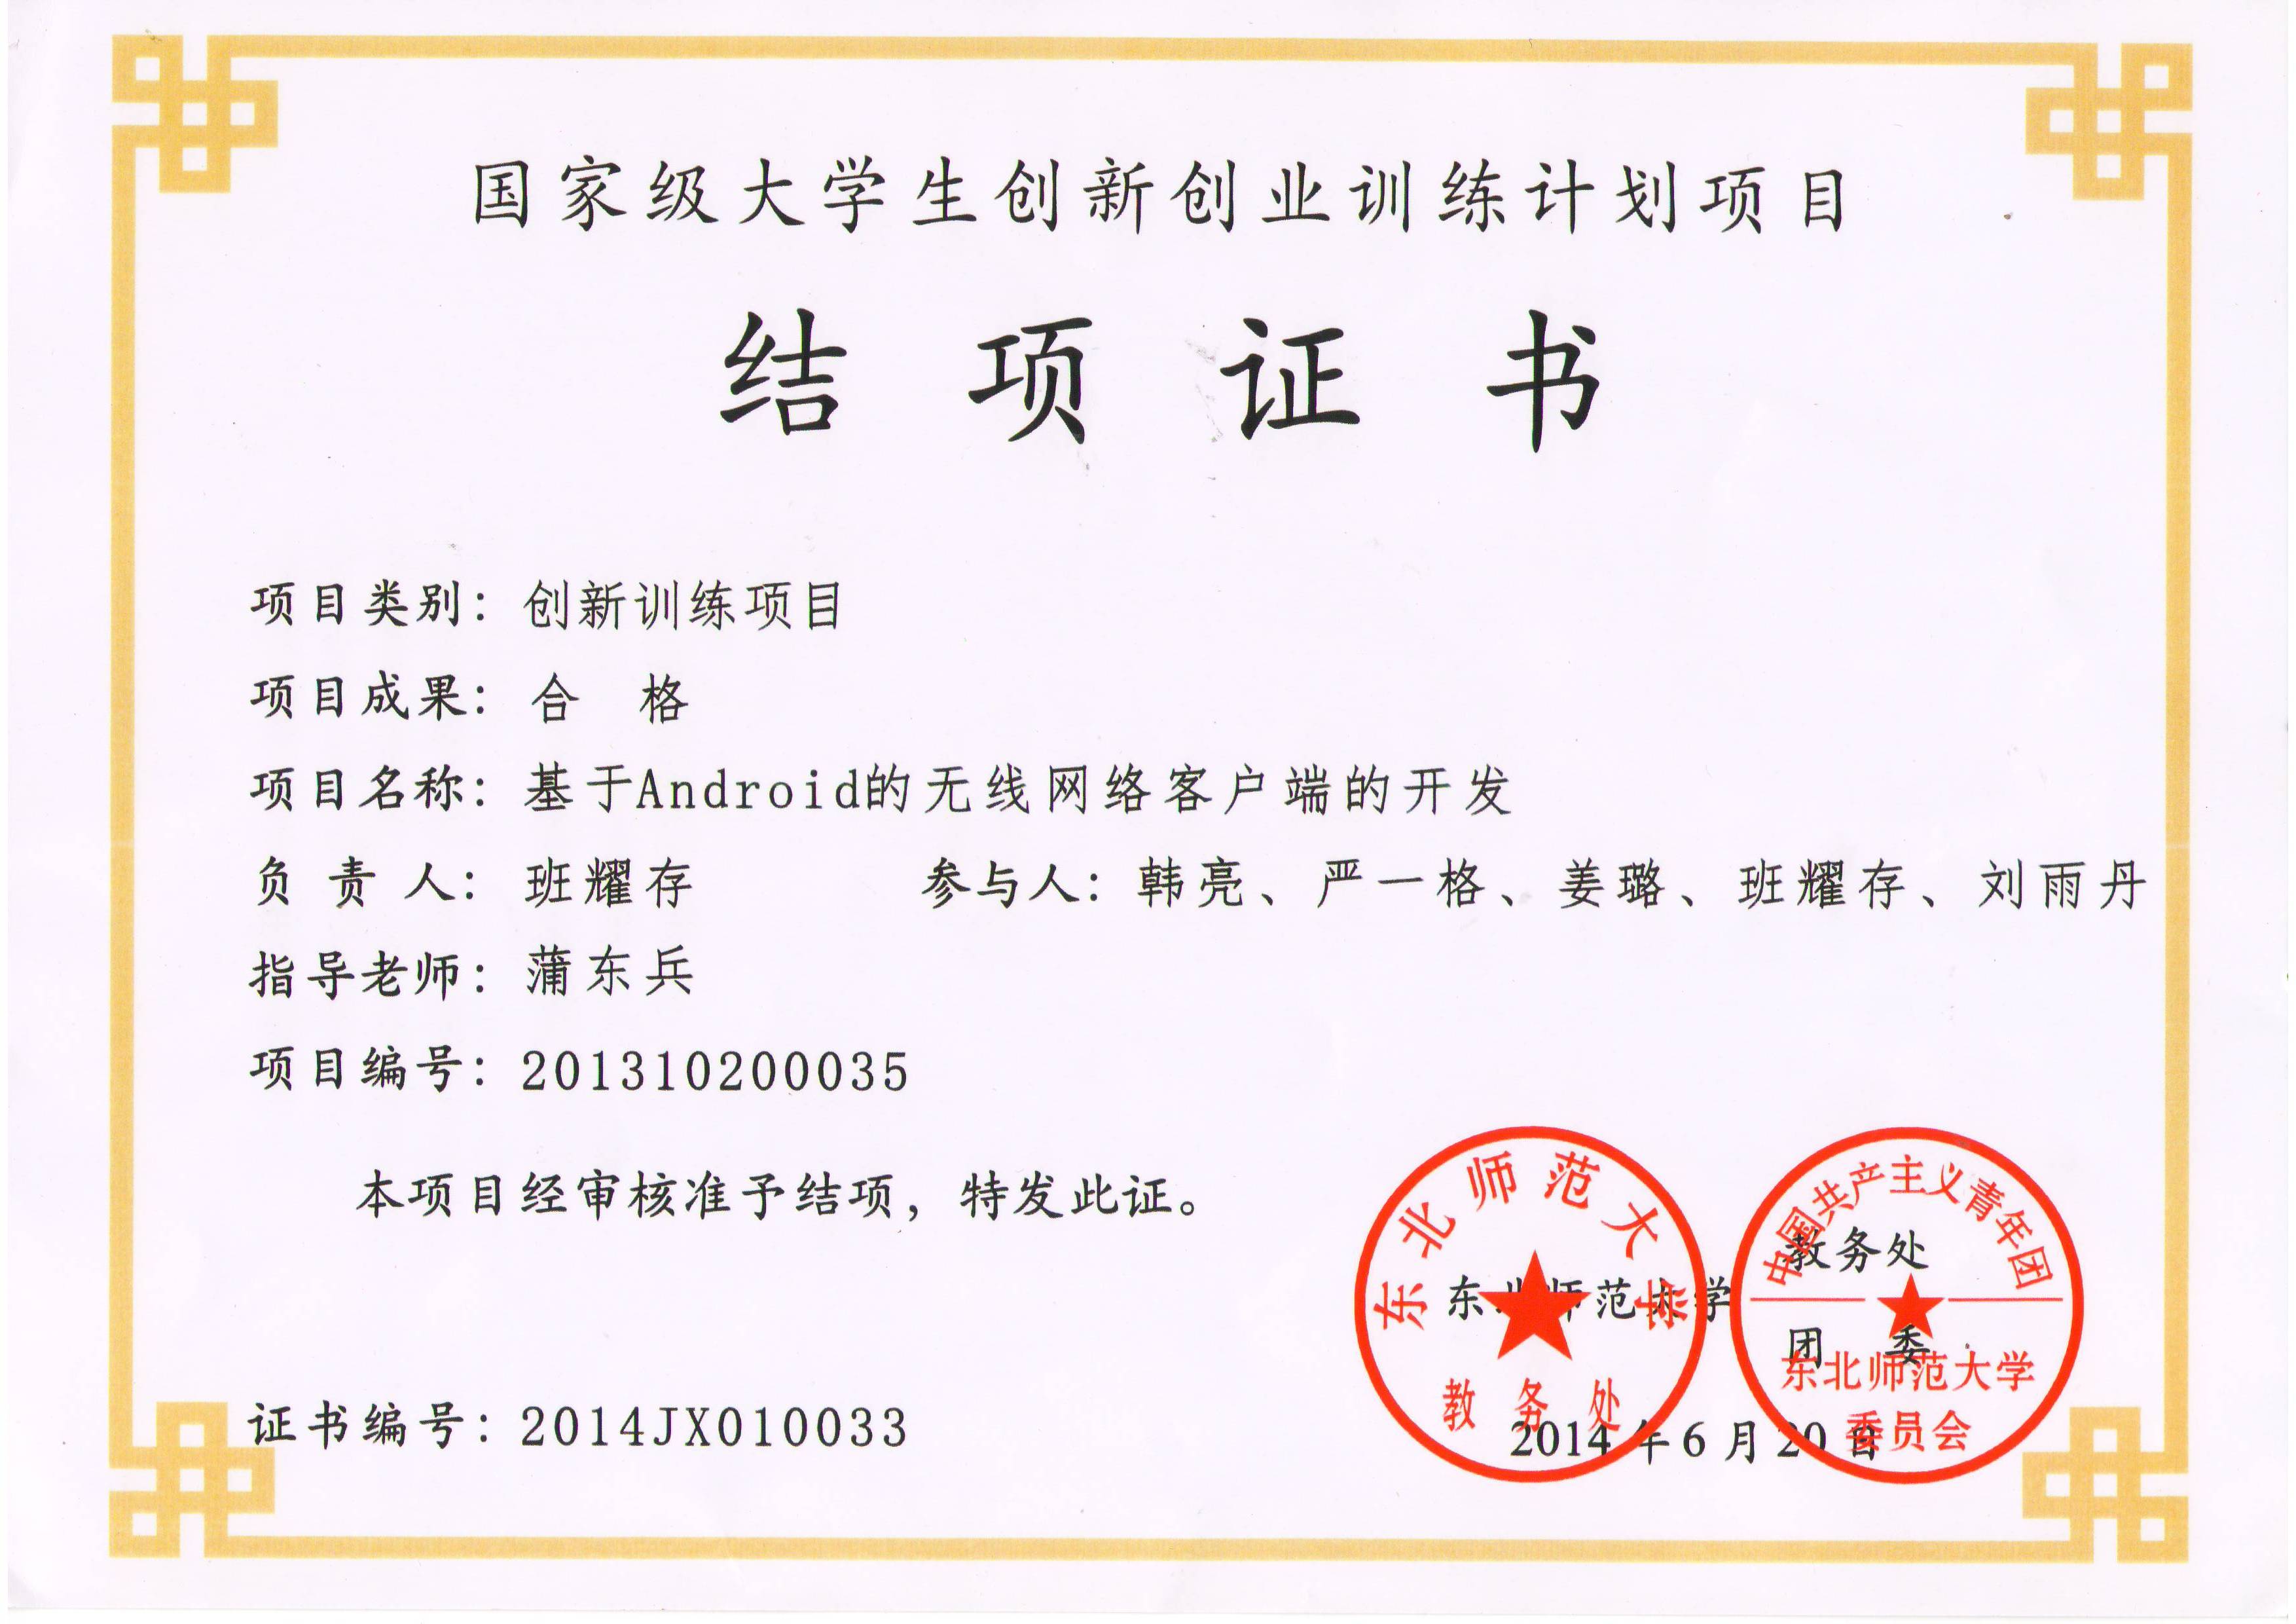 国家级大学生创新创业训练计划项目
结项证书
项目类别：创新训练项目
项目成果：合 格
项目名称：基于Android的无线网络客户端的开发
负责人：班耀存 参与人：韩亮、严一格、姜璐、班耀存、刘雨丹
指导老师：蒲东兵
项目编号：201310200035
本项目经审核准予结项，特发此证。
教务处
东北师范大学
团 委
证书编号：2014JX010033
2014 年 6 月 20 日
东北师范大学
教务处
中国共产主义青年团
东北师范大学
委员会